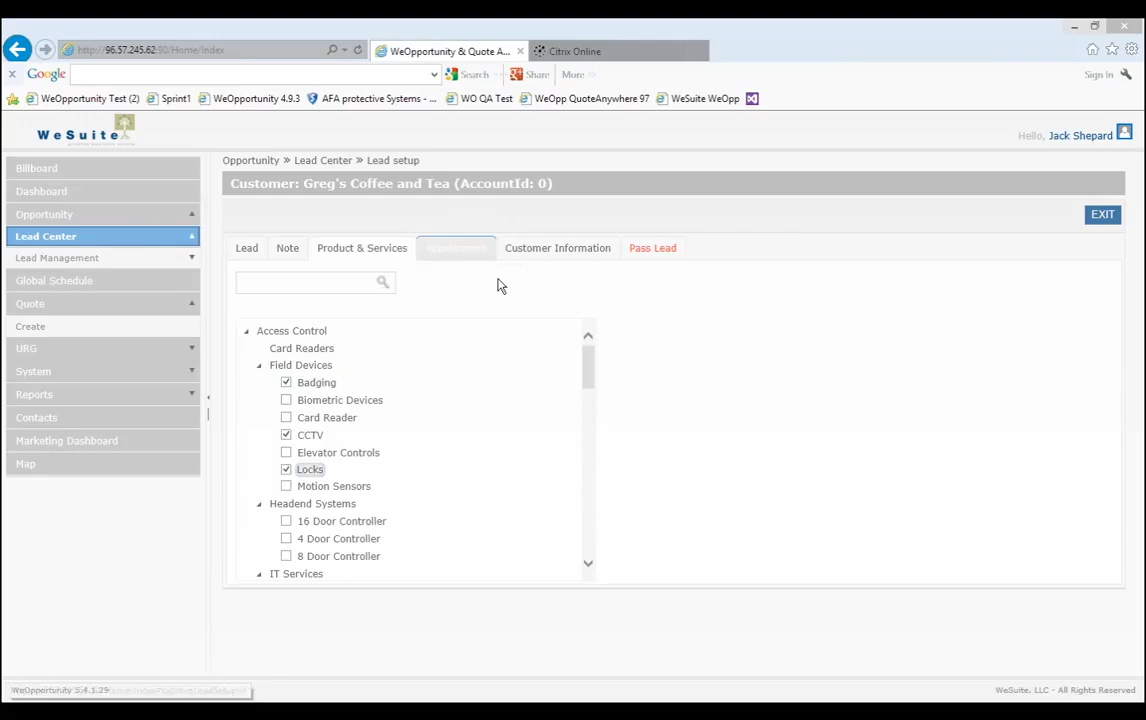 http://96.57.245.62:90/Home/Index
WeOpportunity & Quote A...
Citrix Online
Google
Search
Share
More
Sign In
WeOpportunity Test (2)
Sprint1
WeOpportunity 4.9.3
AFA protective Systems - ...
WO QA Test
WeOpp QuoteAnywhere 97
WeSuite WeOpp
WeSuite
Hello, Jack Shepard
Billboard
Dashboard
Opportunity
Lead Center
Lead Management
Global Schedule
Quote
Create
URG
System
Reports
Contacts
Marketing Dashboard
Map
Opportunity » Lead Center » Lead setup
Customer: Greg's Coffee and Tea (AccountId: 0)
EXIT
Lead
Note
Product & Services
Appointment
Customer Information
Pass Lead
Access Control
Card Readers
Field Devices
Badging
Biometric Devices
Card Reader
CCTV
Elevator Controls
Locks
Motion Sensors
Headend Systems
16 Door Controller
4 Door Controller
8 Door Controller
IT Services
WeOpportunity 5.4.1.29
WeSuite, LLC - All Rights Reserved